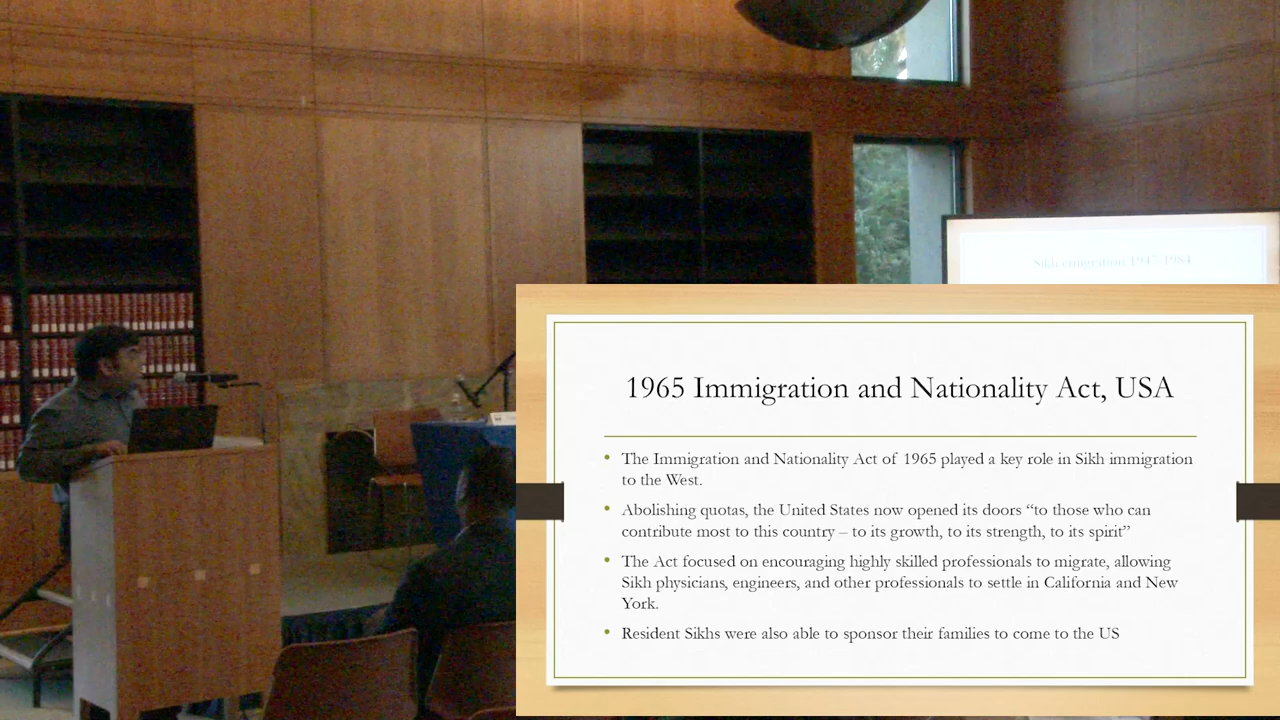 Sikh emigration 1947-1984
1965 Immigration and Nationality Act, USA
• The Immigration and Nationality Act of 1965 played a key role in Sikh immigration
to the West.
• Abolishing quotas, the United States now opened its doors “to those who can
contribute most to this country – to its growth, to its strength, to its spirit”
• The Act focused on encouraging highly skilled professionals to migrate, allowing
Sikh physicians, engineers, and other professionals to settle in California and New
York.
• Resident Sikhs were also able to sponsor their families to come to the US